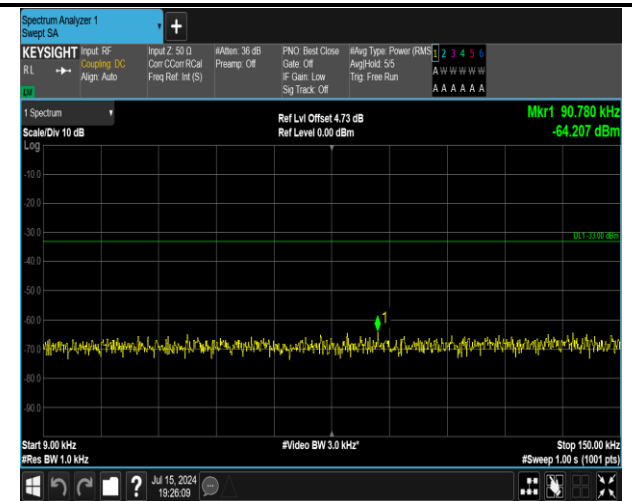 Spectrum Analyzer 1
Swept SA
KEYSIGHT
RL
LV
Input: RF
Coupling: DC
Align: Auto
Input Z: 50 Ω
Corr CCorr RCal
Freq Ref: Int (S)
#Atten: 36 dB
Preamp: Off
PNO: Best Close
Gate: Off
IF Gain: Low
Sig Track: Off
#Avg Type: Power (RMS
Avg|Hold: 5/5
Trig: Free Run
1 2 3 4 5 6
A W W W W W
A A A A A A
1 Spectrum
Scale/Div 10 dB
Ref Lvl Offset 4.73 dB
Ref Level 0.00 dBm
Mkr1 90.780 kHz
-64.207 dBm
Log
-10.0
-20.0
-30.0
DL1 -33.00 dBm
-40.0
-50.0
-60.0
1
-70.0
-80.0
-90.0
Start 9.00 kHz
#Video BW 3.0 kHz*
Stop 150.00 kHz
#Res BW 1.0 kHz
#Sweep 1.00 s (1001 pts)
?
Jul 15, 2024
19:26:09